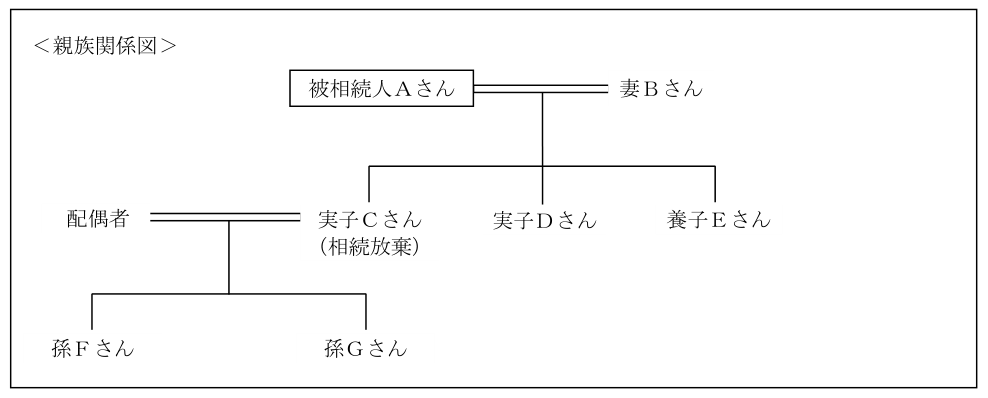 ＜親族関係図＞
被相続人Ａさん
妻Ｂさん
配偶者
実子Ｃさん
（相続放棄）
実子Ｄさん
養子Ｅさん
孫Ｆさん
孫Ｇさん